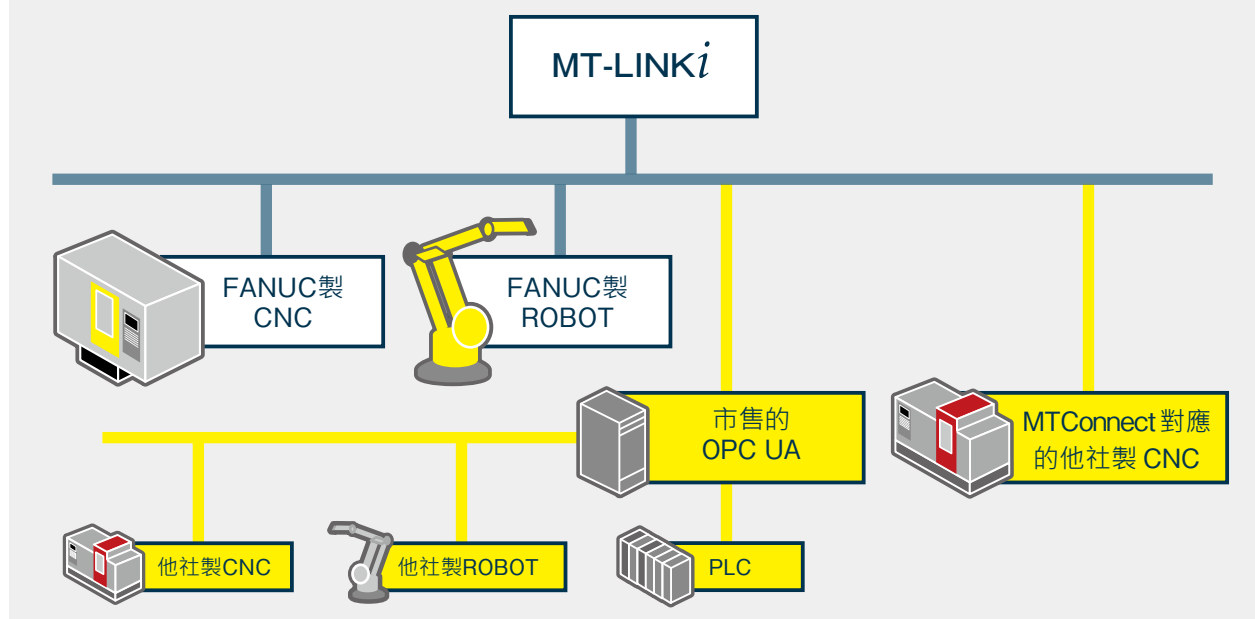 MT-LINKi
FANUC製
CNC
FANUC製
ROBOT
市售的
OPC UA
MTConnect 對應
的他社製 CNC
他社製CNC
他社製ROBOT
PLC